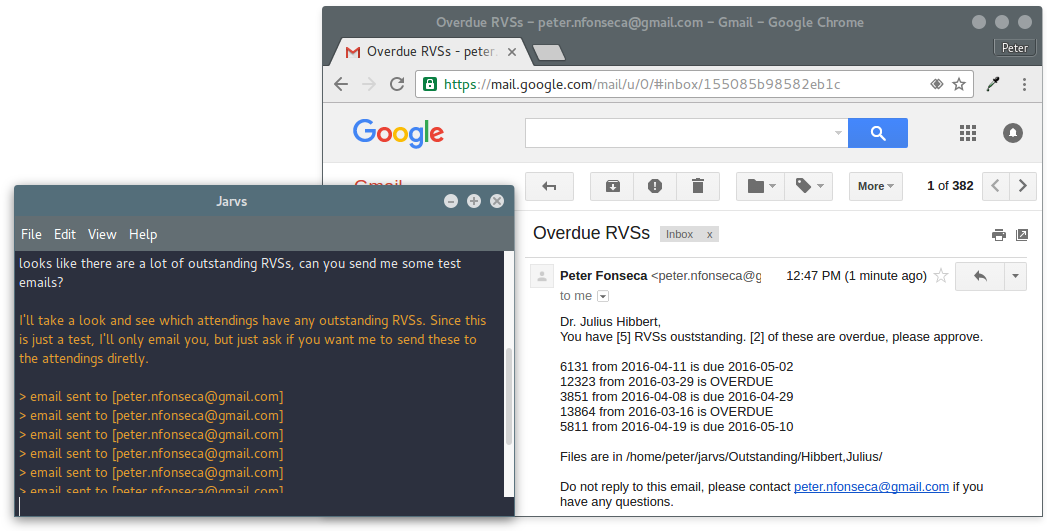 Overdue RVSs – peter.nfonseca@gmail.com – Gmail – Google Chrome
Overdue RVSs - peter.
Peter
https://mail.google.com/mail/u/0/#inbox/155085b98582eb1c
Google
Gmail
More
1 of 382
Overdue RVSs
Inbox x
Peter Fonseca <peter.nfonseca@g
12:47 PM (1 minute ago)
to me
Dr. Julius Hibbert,
You have [5] RVSs ouststanding. [2] of these are overdue, please approve.
6131 from 2016-04-11 is due 2016-05-02
12323 from 2016-03-29 is OVERDUE
3851 from 2016-04-08 is due 2016-04-29
13864 from 2016-03-16 is OVERDUE
5811 from 2016-04-19 is due 2016-05-10
Files are in /home/peter/jarvs/Outstanding/Hibbert,Julius/
Do not reply to this email, please contact peter.nfonseca@gmail.com if you
have any questions.
Jarvs
File Edit View Help
looks like there are a lot of outstanding RVSs, can you send me some test
emails?
I'll take a look and see which attendings have any outstanding RVSs. Since this
is just a test, I'll only email you, but just ask if you want me to send these to
the attendings diretly.
> email sent to [peter.nfonseca@gmail.com]
> email sent to [peter.nfonseca@gmail.com]
> email sent to [peter.nfonseca@gmail.com]
> email sent to [peter.nfonseca@gmail.com]
> email sent to [peter.nfonseca@gmail.com]
> email sent to [peter.nfonseca@gmail.com]